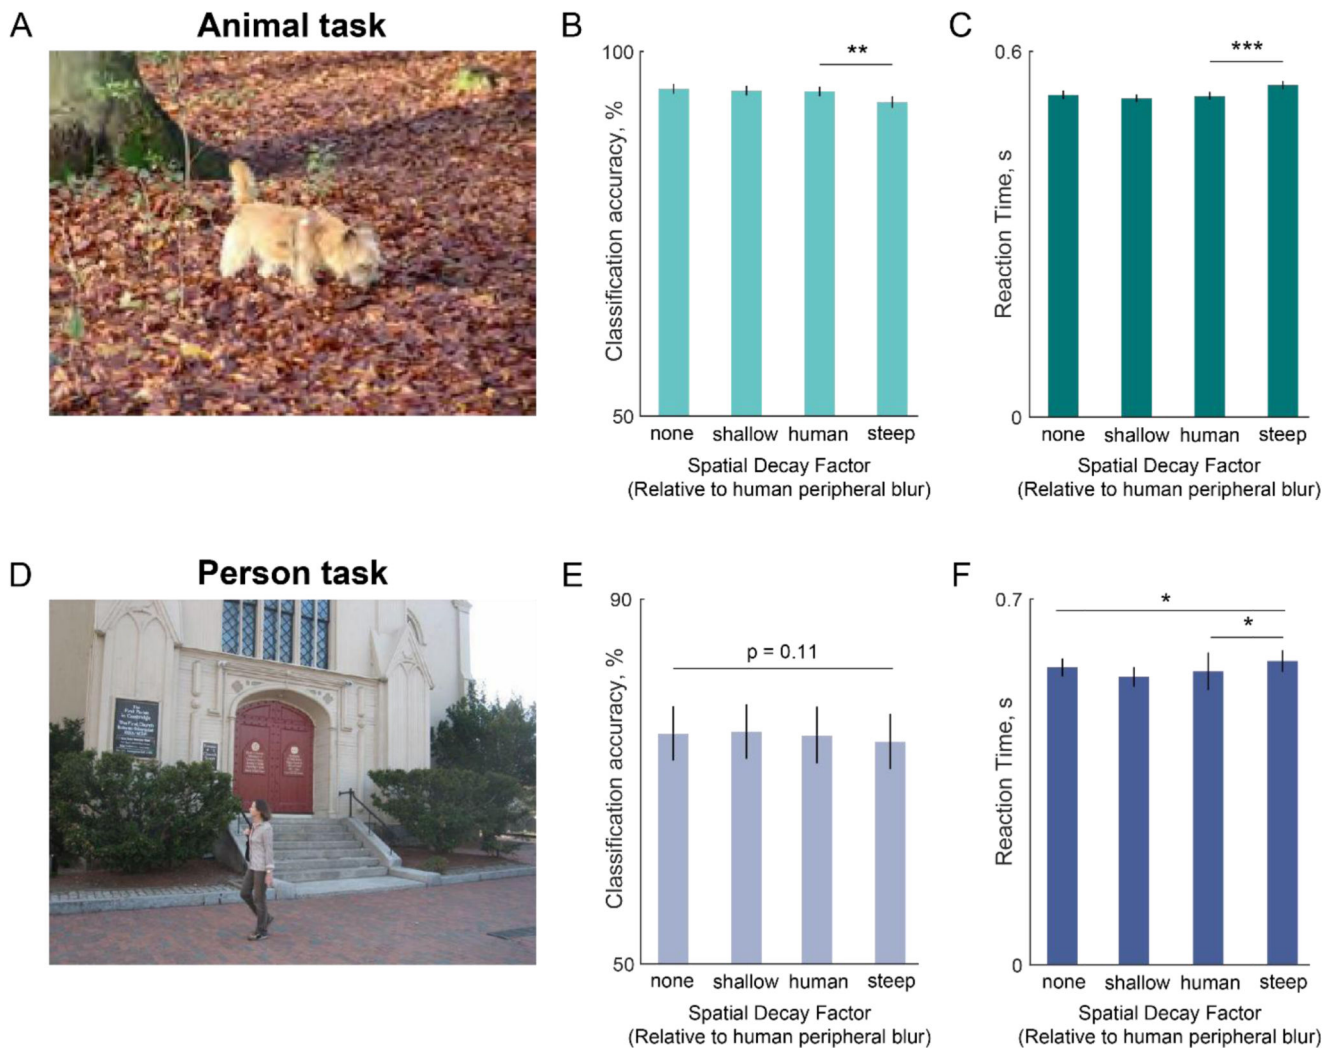 A
Animal task
B
100
**
Classification accuracy, %
50
none shallow human steep
Spatial Decay Factor
(Relative to human peripheral blur)
C
0.6
***
Reaction Time, s
0
none shallow human steep
Spatial Decay Factor
(Relative to human peripheral blur)
D
Person task
E
90
p = 0.11
Classification accuracy, %
50
none shallow human steep
Spatial Decay Factor
(Relative to human peripheral blur)
F
0.7
*
*
Reaction Time, s
0
none shallow human steep
Spatial Decay Factor
(Relative to human peripheral blur)